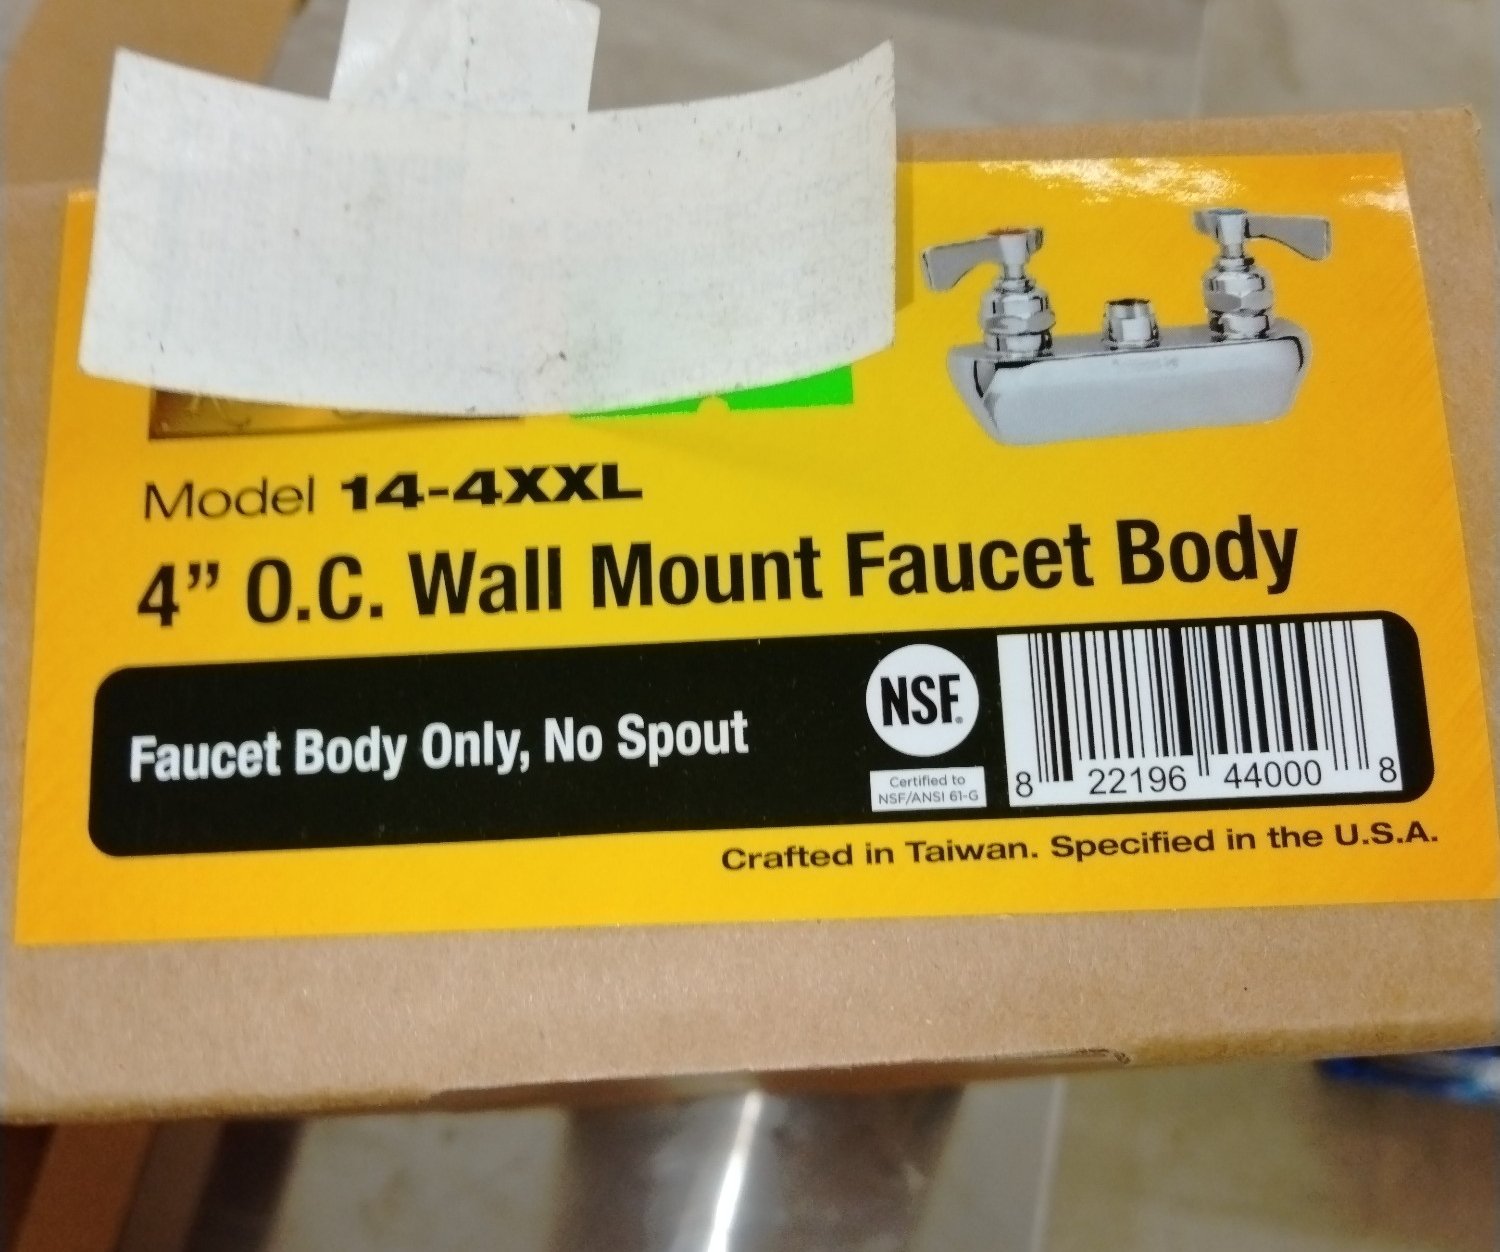 Model 14-4XXL
4” O.C. Wall Mount Faucet Body
Faucet Body Only, No Spout
NSF®
Certified to
NSF/ANSI 61-G
8 22196 44000 8
Crafted in Taiwan. Specified in the U.S.A.